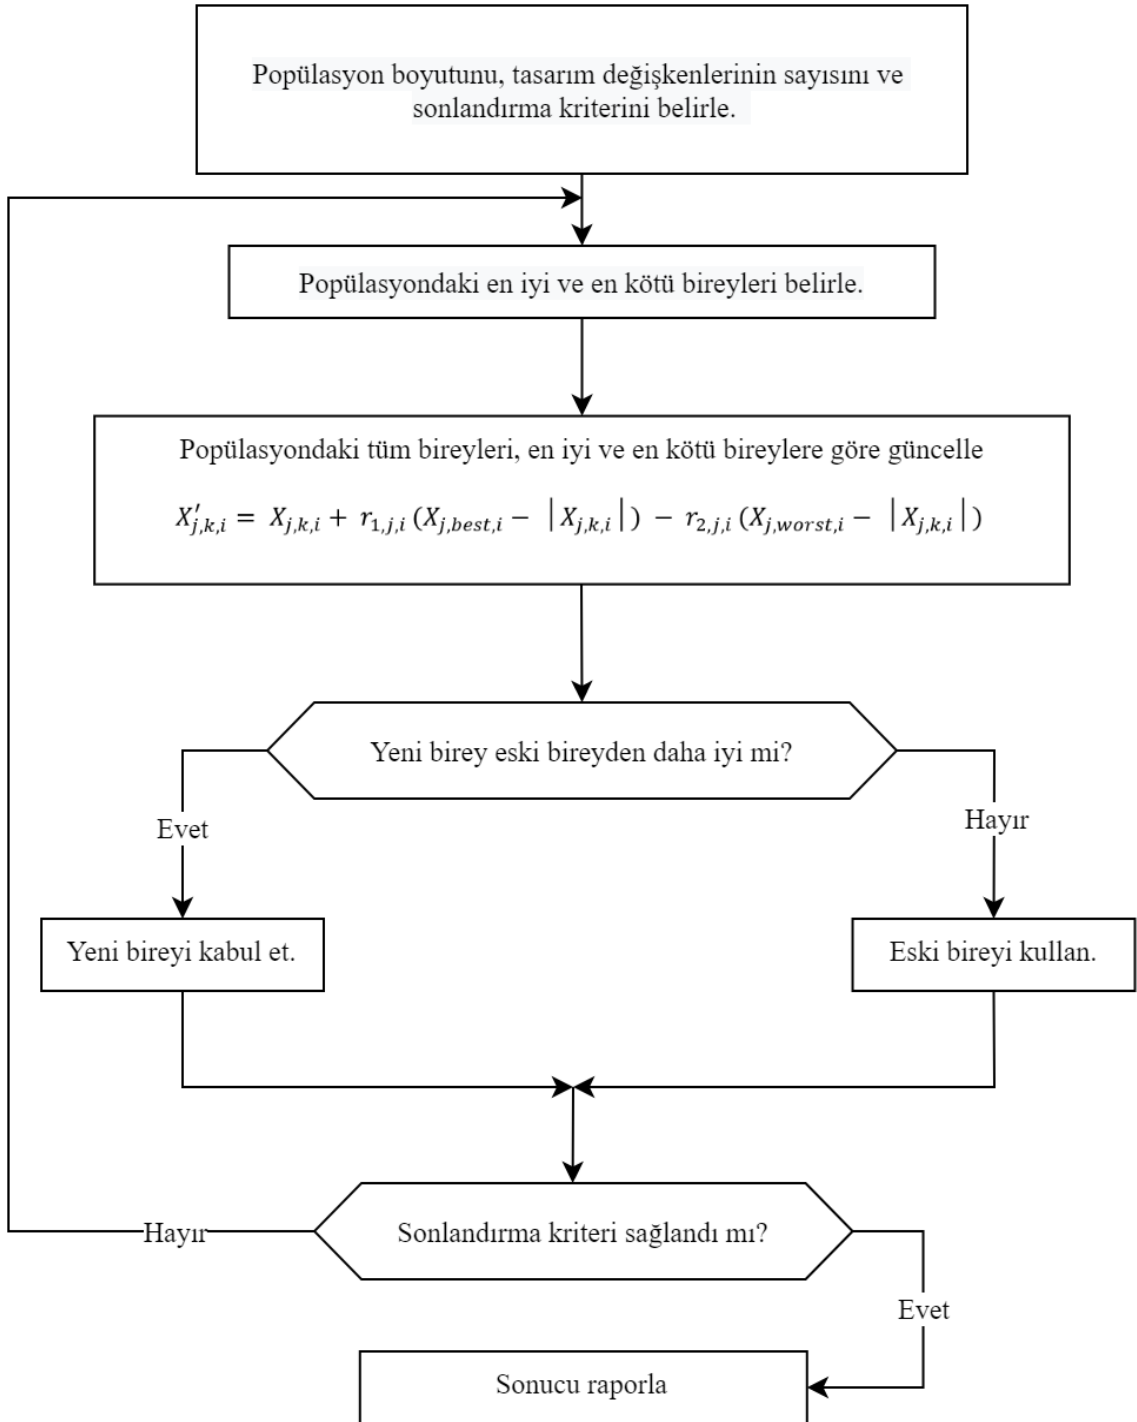 Popülasyon boyutunu, tasarım değişkenlerinin sayısını ve
sonlandırma kriterini belirle.
Popülasyondaki en iyi ve en kötü bireyleri belirle.
Popülasyondaki tüm bireyleri, en iyi ve en kötü bireylere göre güncelle
X′j,k,i = Xj,k,i + r1,j,i (Xj,best,i − |Xj,k,i|) − r2,j,i (Xj,worst,i − |Xj,k,i|)
Yeni birey eski bireyden daha iyi mi?
Evet
Hayır
Yeni bireyi kabul et.
Eski bireyi kullan.
Sonlandırma kriteri sağlandı mı?
Hayır
Evet
Sonucu raporla